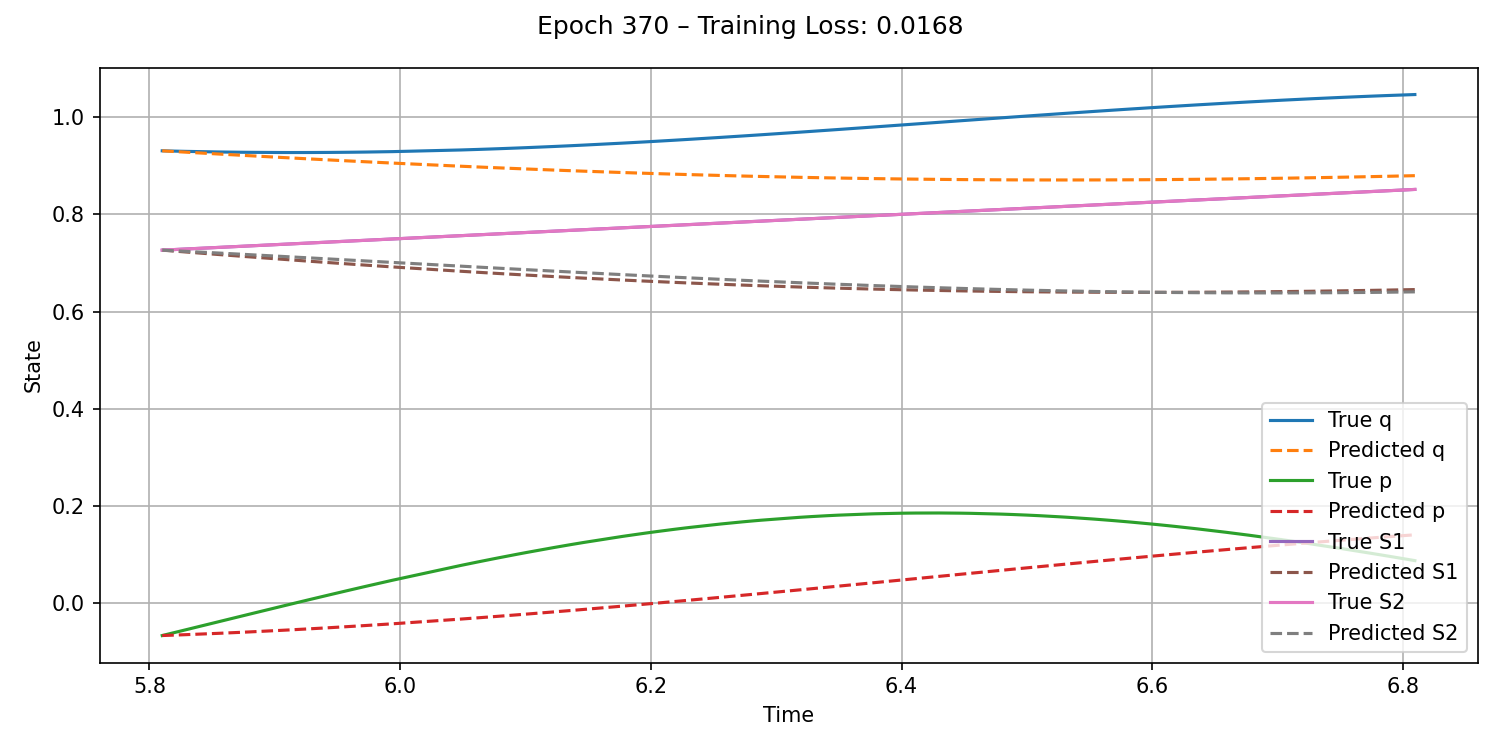 Epoch 370 – Training Loss: 0.0168
1.0
0.8
0.6
0.4
0.2
0.0
State
True q
Predicted q
True p
Predicted p
True S1
Predicted S1
True S2
Predicted S2
5.8 6.0 6.2 6.4 6.6 6.8
Time